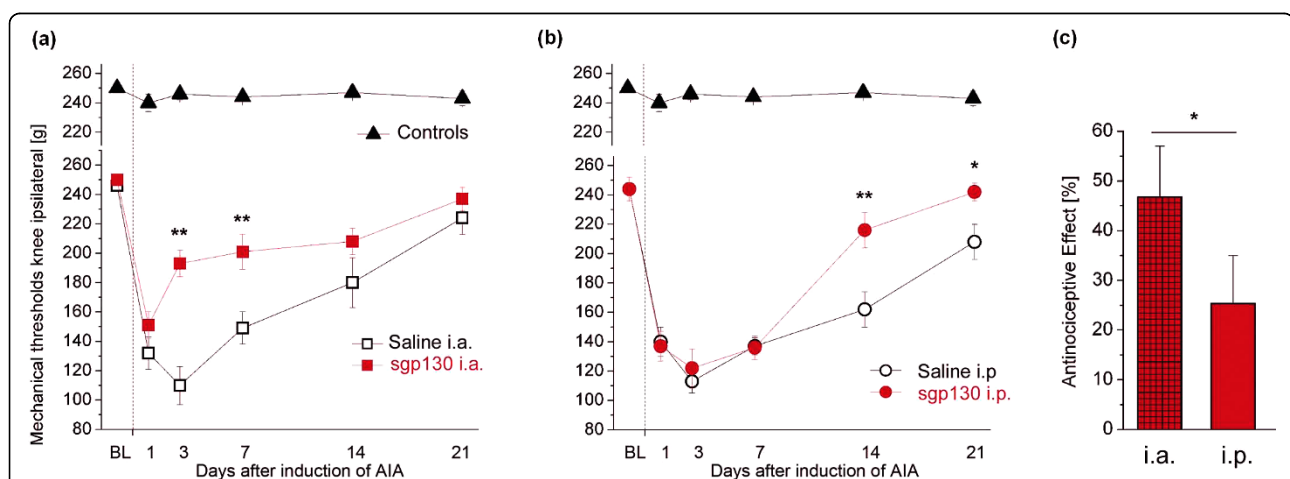 (a)
Mechanical thresholds knee ipsilateral [g]
260
240
220
200
260
240
220
200
180
160
140
120
100
80
Controls
** **
Saline i.a.
sgp130 i.a.
BL 1 3 7 14 21
Days after induction of AIA
(b)
260
240
220
200
260
240
220
200
180
160
140
120
100
80
** *
Saline i.p
sgp130 i.p.
BL 1 3 7 14 21
Days after induction of AIA
(c)
Antinociceptive Effect [%]
60
50
40
30
20
10
0
*
i.a. i.p.